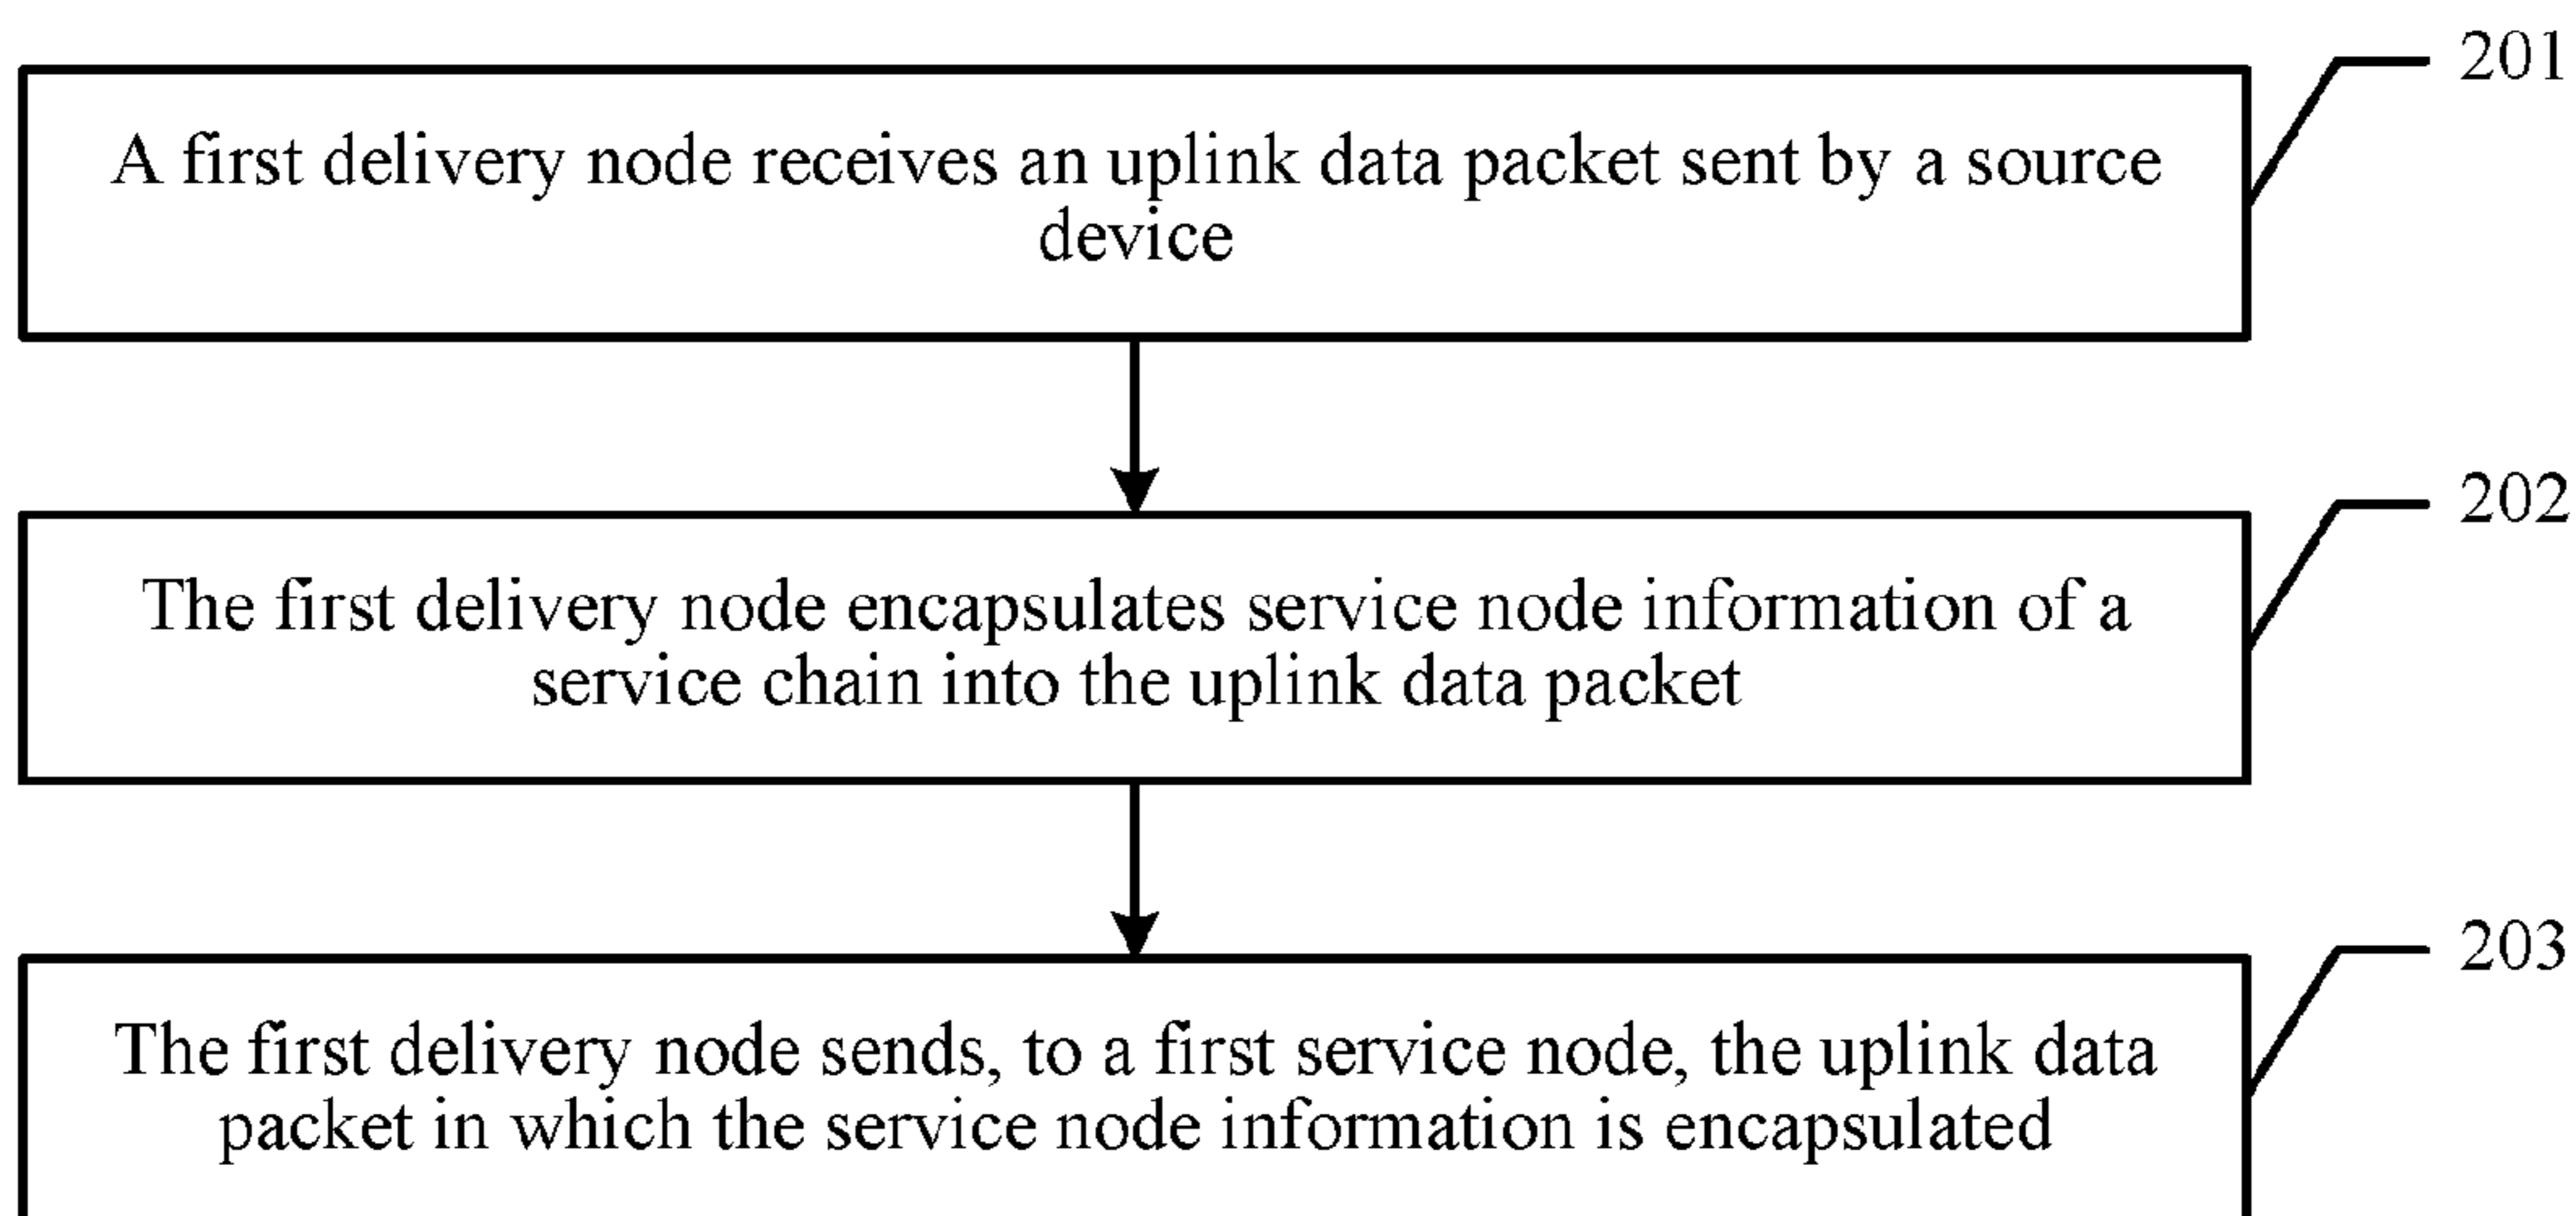 201
A first delivery node receives an uplink data packet sent by a source
device
202
The first delivery node encapsulates service node information of a
service chain into the uplink data packet
203
The first delivery node sends, to a first service node, the uplink data
packet in which the service node information is encapsulated